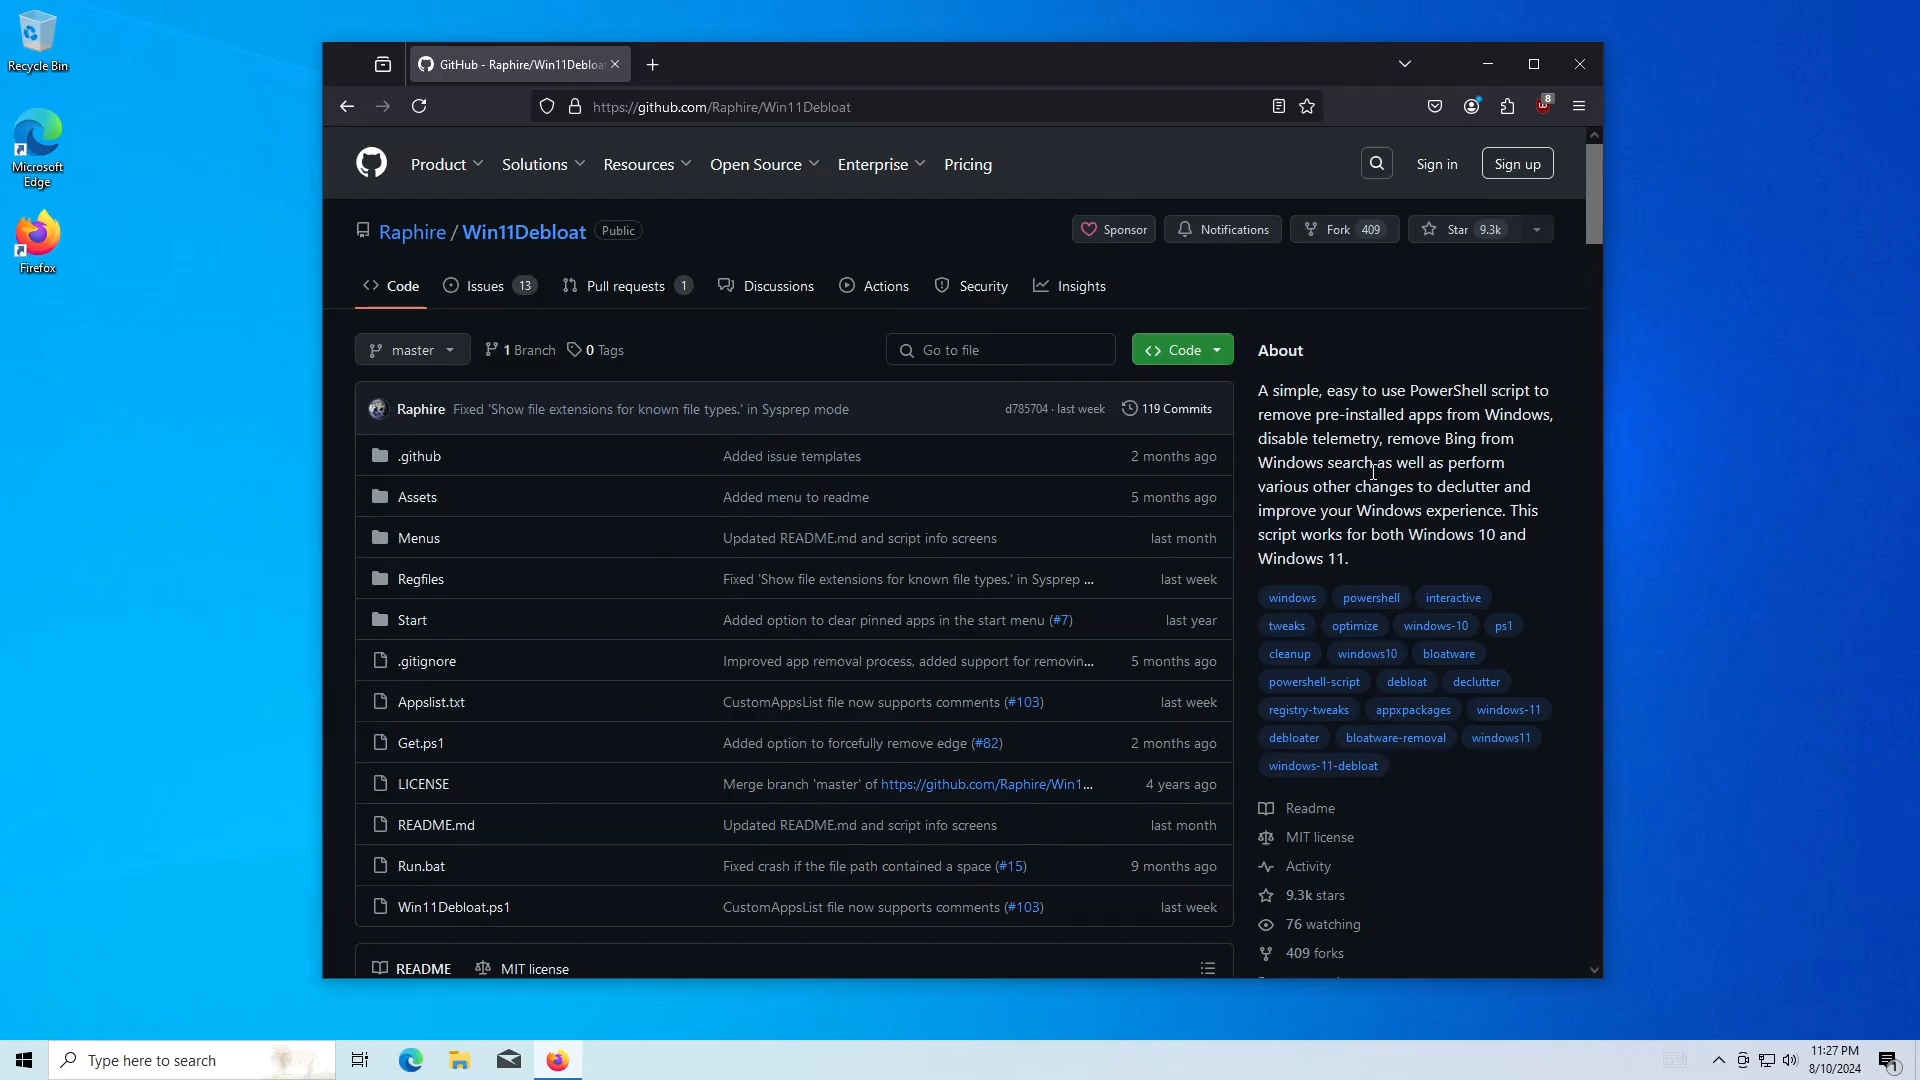 Recycle Bin
Microsoft
Edge
Firefox
GitHub - Raphire/Win11Debloa
https://github.com/Raphire/Win11Debloat
8
Product
Solutions
Resources
Open Source
Enterprise
Pricing
Sign in
Sign up
Raphire / Win11Debloat Public
Sponsor
Notifications
Fork 409
Star 9.3k
Code
Issues 13
Pull requests 1
Discussions
Actions
Security
Insights
master
1 Branch
0 Tags
Go to file
Code
Raphire Fixed 'Show file extensions for known file types.' in Sysprep mode d785704 · last week 119 Commits
.github Added issue templates 2 months ago
Assets Added menu to readme 5 months ago
Menus Updated README.md and script info screens last month
Regfiles Fixed 'Show file extensions for known file types.' in Sysprep ... last week
Start Added option to clear pinned apps in the start menu (#7) last year
.gitignore Improved app removal process, added support for removin... 5 months ago
Appslist.txt CustomAppsList file now supports comments (#103) last week
Get.ps1 Added option to forcefully remove edge (#82) 2 months ago
LICENSE Merge branch 'master' of https://github.com/Raphire/Win1... 4 years ago
README.md Updated README.md and script info screens last month
Run.bat Fixed crash if the file path contained a space (#15) 9 months ago
Win11Debloat.ps1 CustomAppsList file now supports comments (#103) last week
README
MIT license
About
A simple, easy to use PowerShell script to
remove pre-installed apps from Windows,
disable telemetry, remove Bing from
Windows search as well as perform
various other changes to declutter and
improve your Windows experience. This
script works for both Windows 10 and
Windows 11.
windows powershell interactive
tweaks optimize windows-10 ps1
cleanup windows10 bloatware
powershell-script debloat declutter
registry-tweaks appxpackages windows-11
debloater bloatware-removal windows11
windows-11-debloat
Readme
MIT license
Activity
9.3k stars
76 watching
409 forks
Type here to search
11:27 PM
8/10/2024
1